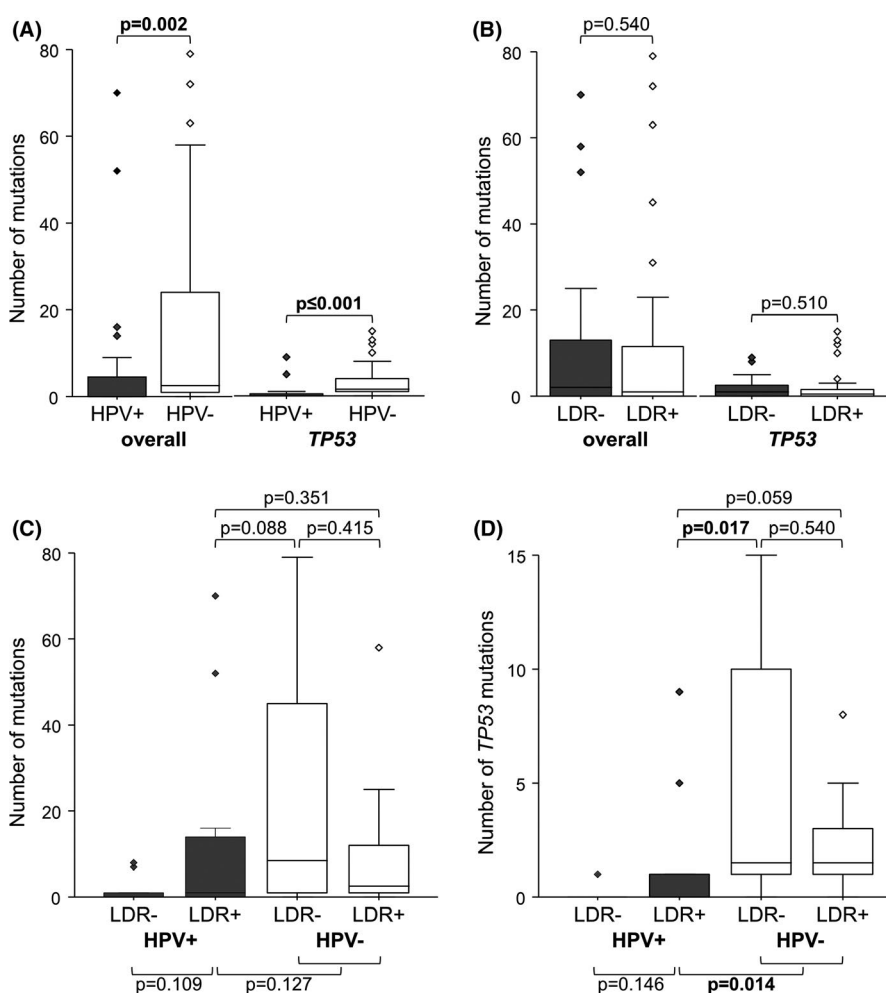 (A)
p=0.002
80
60
40
20
0
Number of mutations
p≤0.001
HPV+ HPV- HPV+ HPV-
overall TP53
(B)
p=0.540
80
60
40
20
0
Number of mutations
p=0.510
LDR- LDR+ LDR- LDR+
overall TP53
(C)
p=0.351
p=0.088 p=0.415
80
60
40
20
0
Number of mutations
LDR- LDR+ LDR- LDR+
HPV+ HPV-
p=0.109 p=0.127
(D)
p=0.059
p=0.017 p=0.540
15
10
5
0
Number of TP53 mutations
LDR- LDR+ LDR- LDR+
HPV+ HPV-
p=0.146 p=0.014